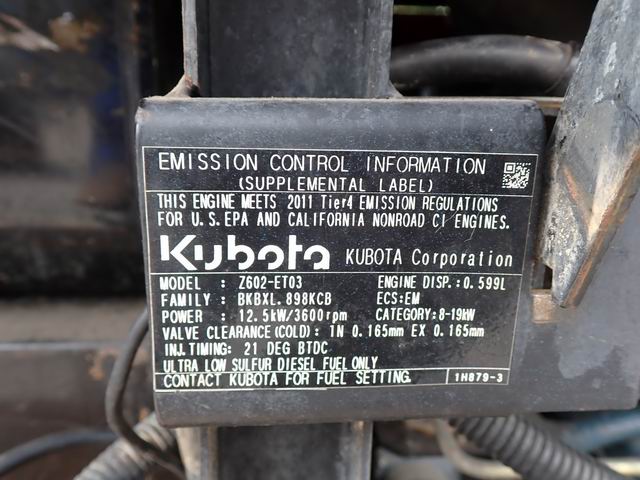 EMISSION CONTROL INFORMATION
(SUPPLEMENTAL LABEL)
THIS ENGINE MEETS 2011 Tier4 EMISSION REGULATIONS
FOR U.S.EPA AND CALIFORNIA NONROAD CI ENGINES.
Kubota KUBOTA Corporation
MODEL : Z602-ET03 ENGINE DISP.:0.599L
FAMILY : BKBXL.898KCB ECS:EM
POWER : 12.5kW/3600rpm CATEGORY:8-19kW
VALVE CLEARANCE(COLD): IN 0.165mm EX 0.165mm
INJ.TIMING: 21 DEG BTDC
ULTRA LOW SULFUR DIESEL FUEL ONLY
CONTACT KUBOTA FOR FUEL SETTING. 1H879-3